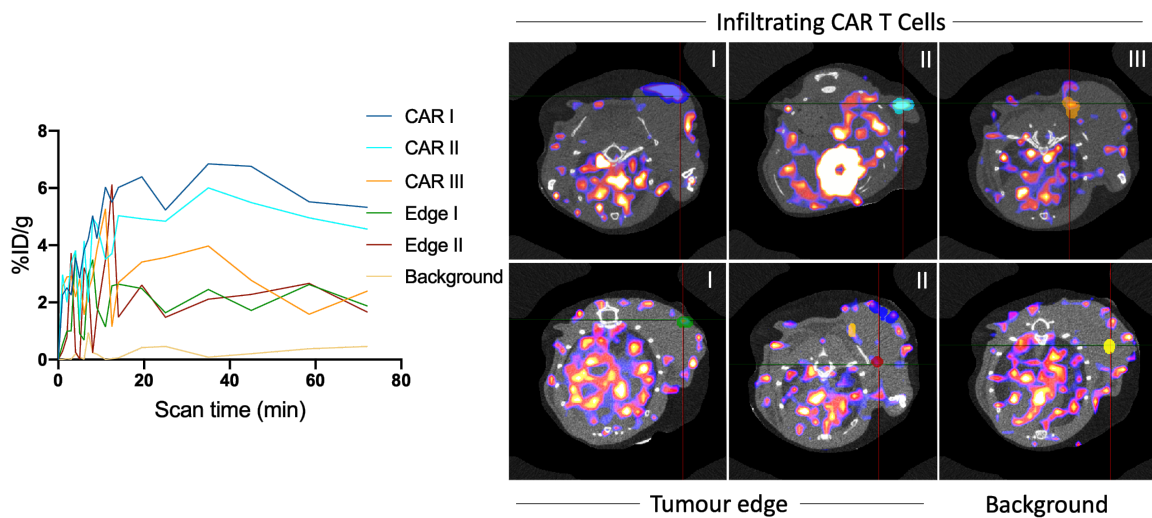 Infiltrating CAR T Cells
I
II
III
CAR I
CAR II
CAR III
Edge I
Edge II
Background
8
6
4
2
0
%ID/g
0
20
40
60
80
Scan time (min)
I
II
Tumour edge
Background